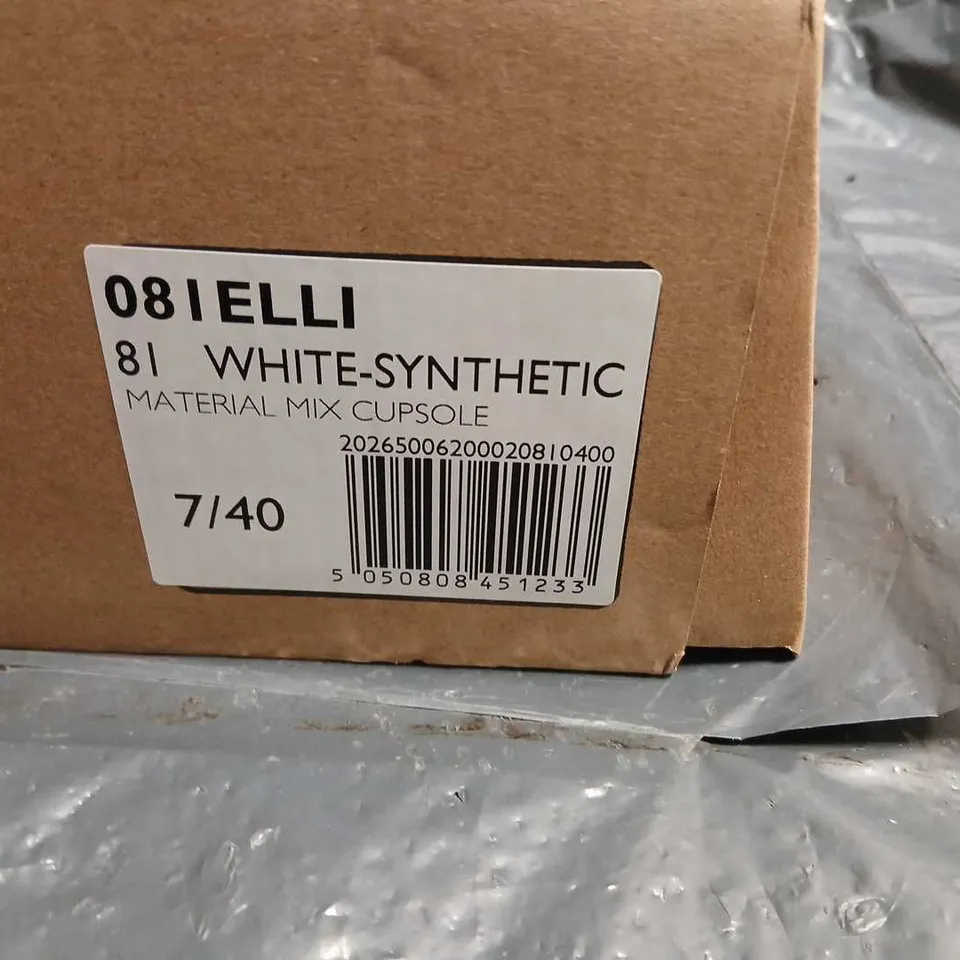 081ELLI
81 WHITE-SYNTHETIC
MATERIAL MIX CUPSOLE
20265006200020810400
7/40
5 050808 451233